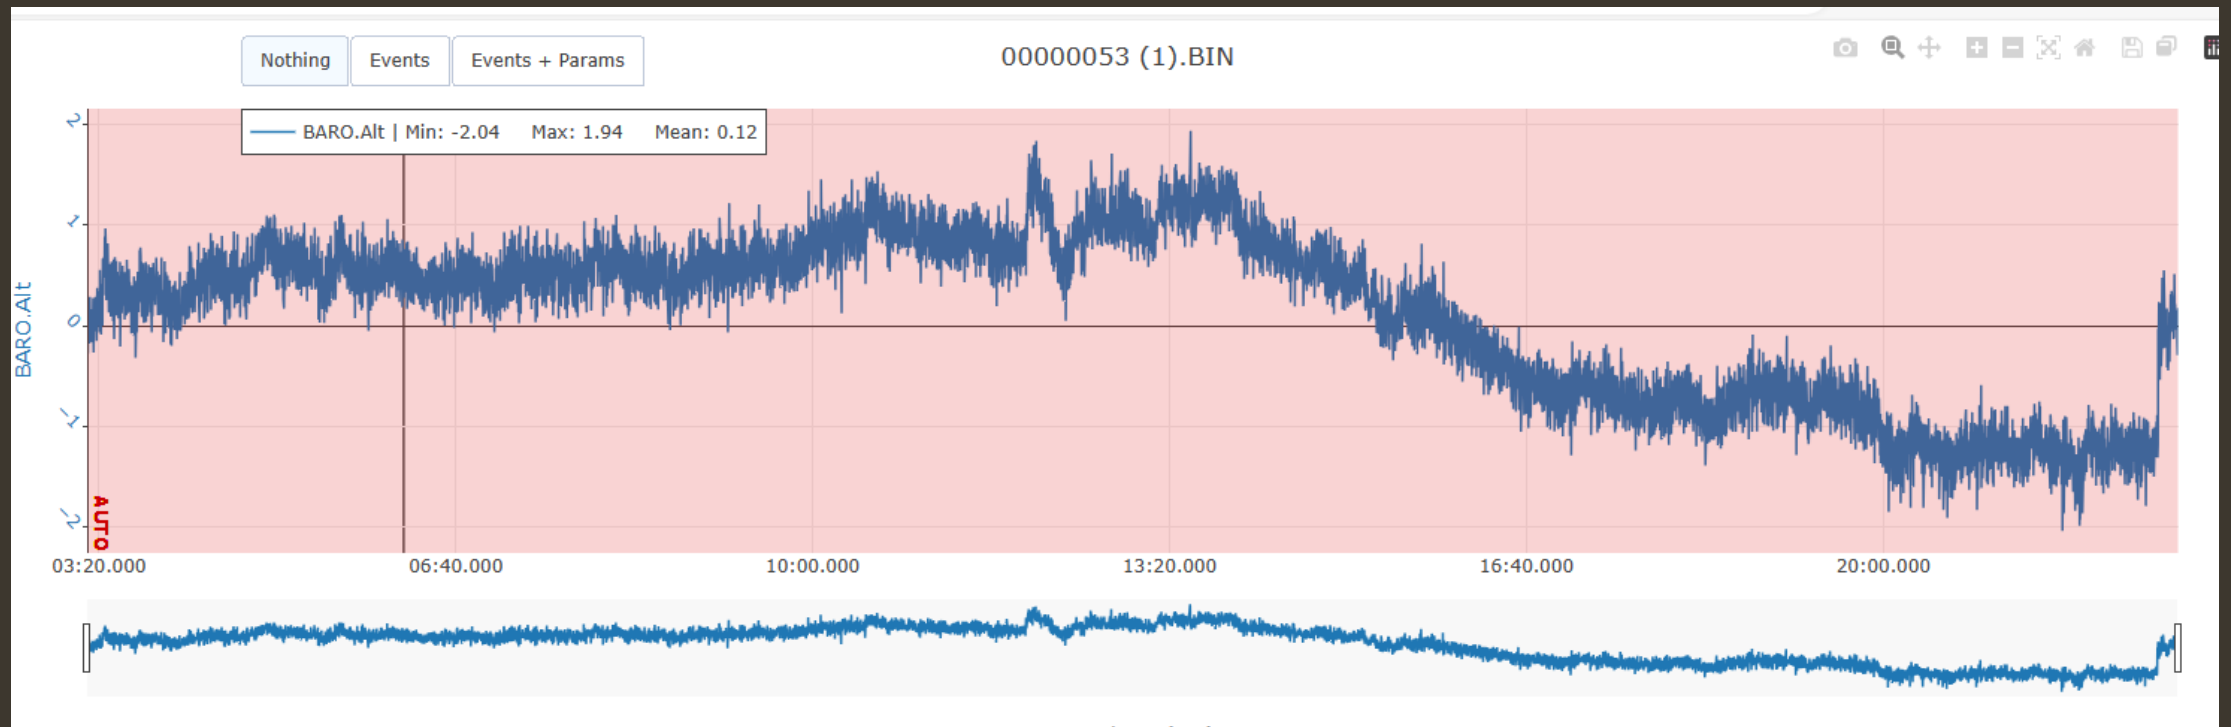 Nothing Events Events + Params 00000053 (1).BIN
BARO.Alt | Min: -2.04 Max: 1.94 Mean: 0.12
2
1
0
-1
-2
BARO.Alt
AUTO
03:20.000 06:40.000 10:00.000 13:20.000 16:40.000 20:00.000